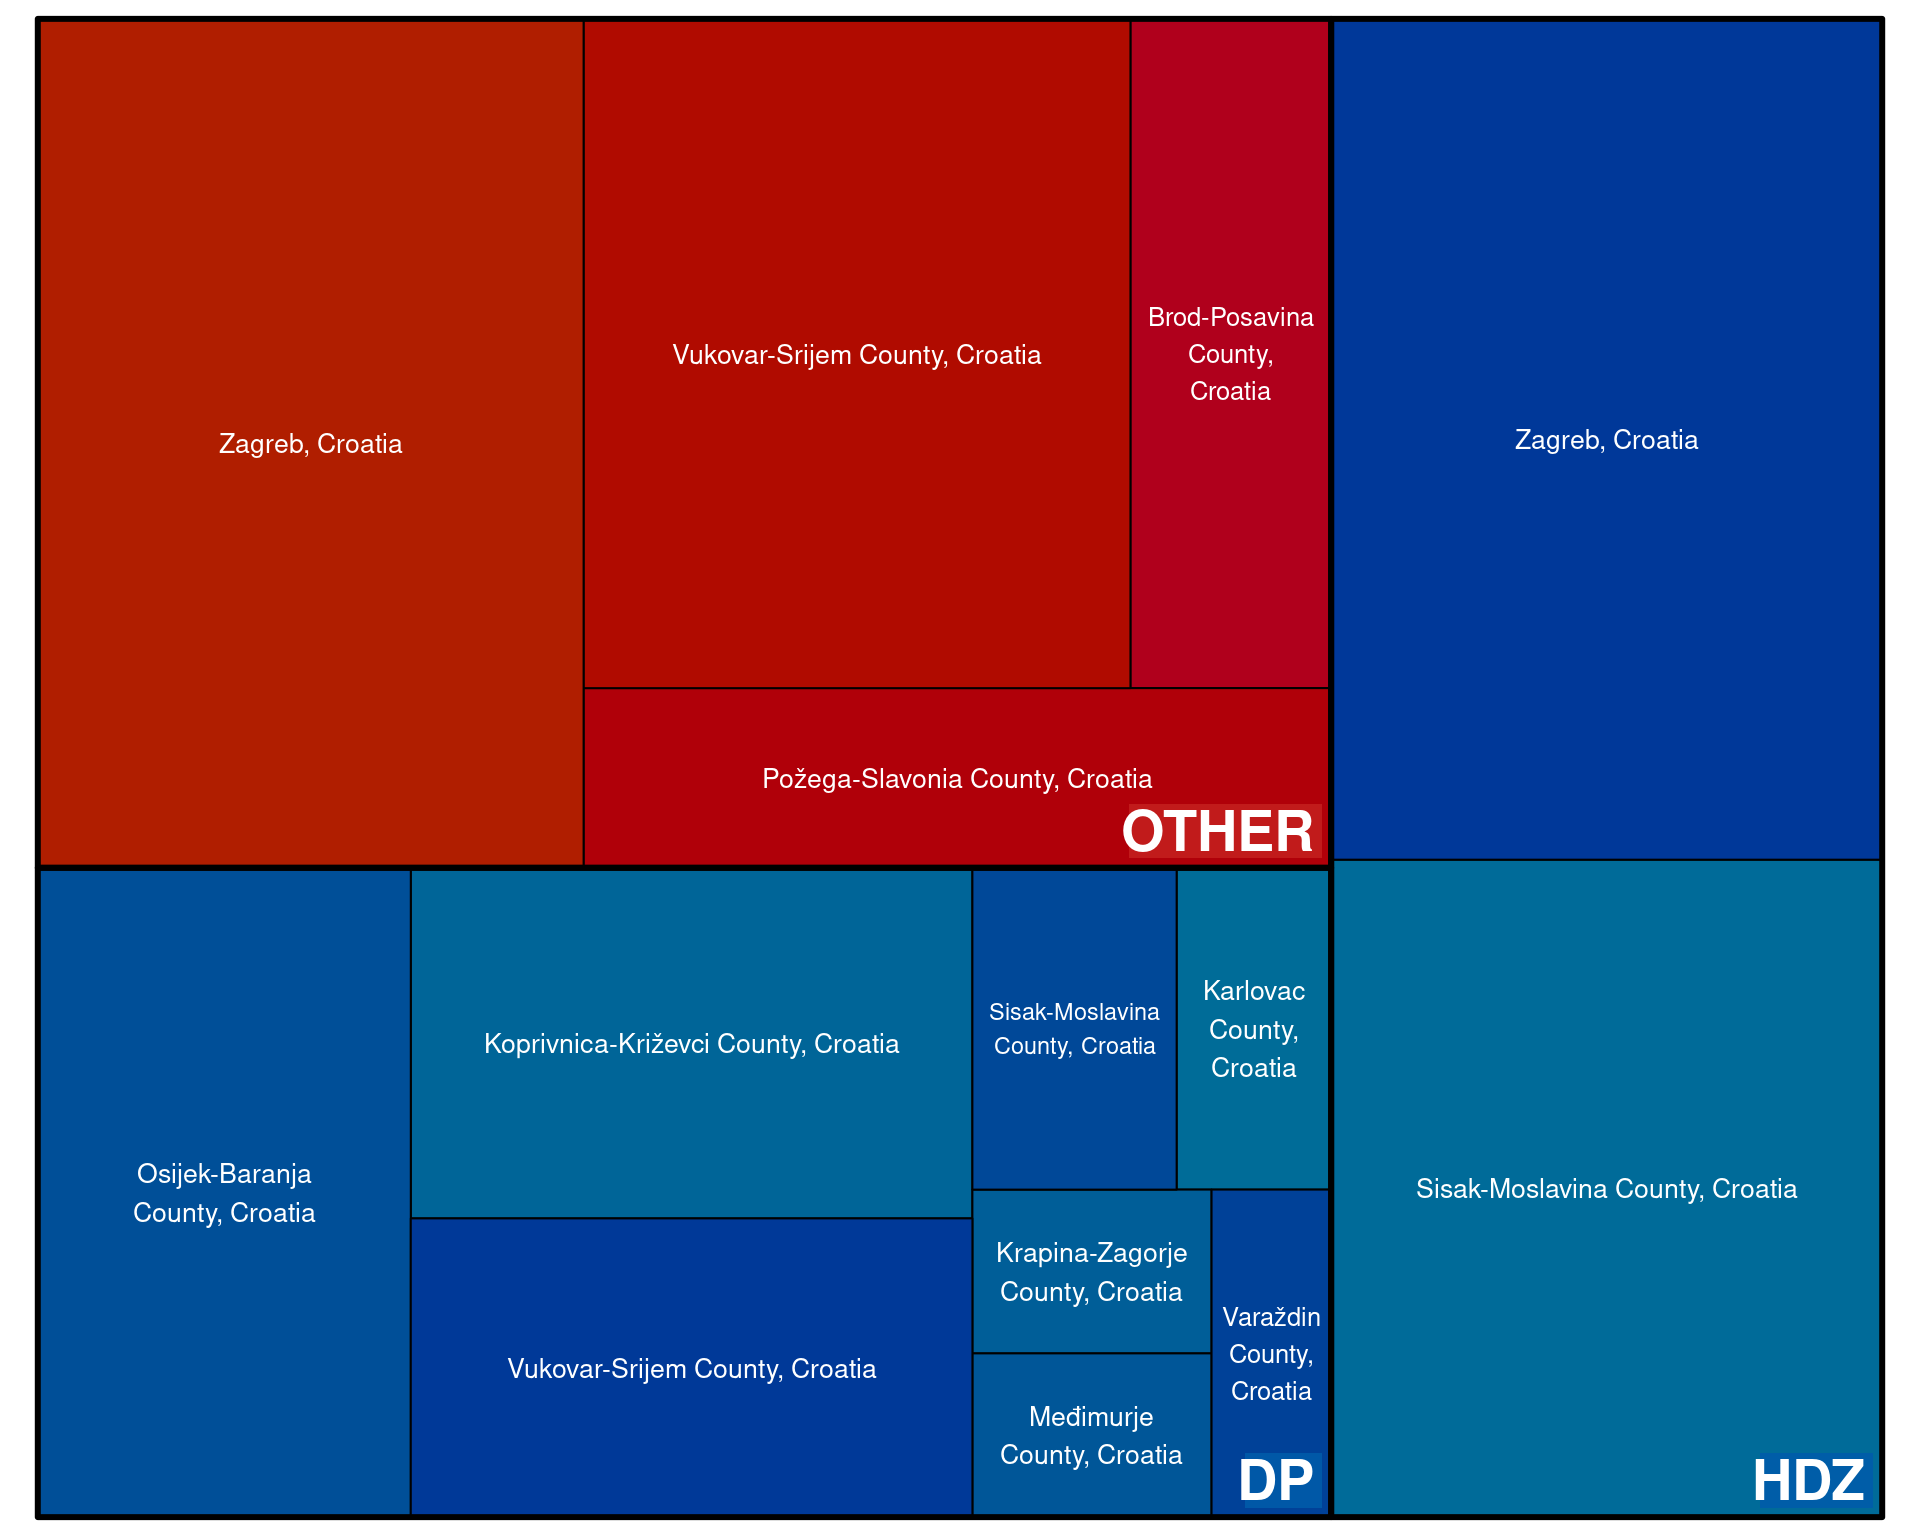 Zagreb, Croatia
Vukovar-Srijem County, Croatia
Brod-Posavina
County,
Croatia
Požega-Slavonia County, Croatia
OTHER
Zagreb, Croatia
Sisak-Moslavina County, Croatia
HDZ
Osijek-Baranja
County, Croatia
Koprivnica-Križevci County, Croatia
Vukovar-Srijem County, Croatia
Sisak-Moslavina
County, Croatia
Karlovac
County,
Croatia
Krapina-Zagorje
County, Croatia
Međimurje
County, Croatia
Varaždin
County,
Croatia
DP